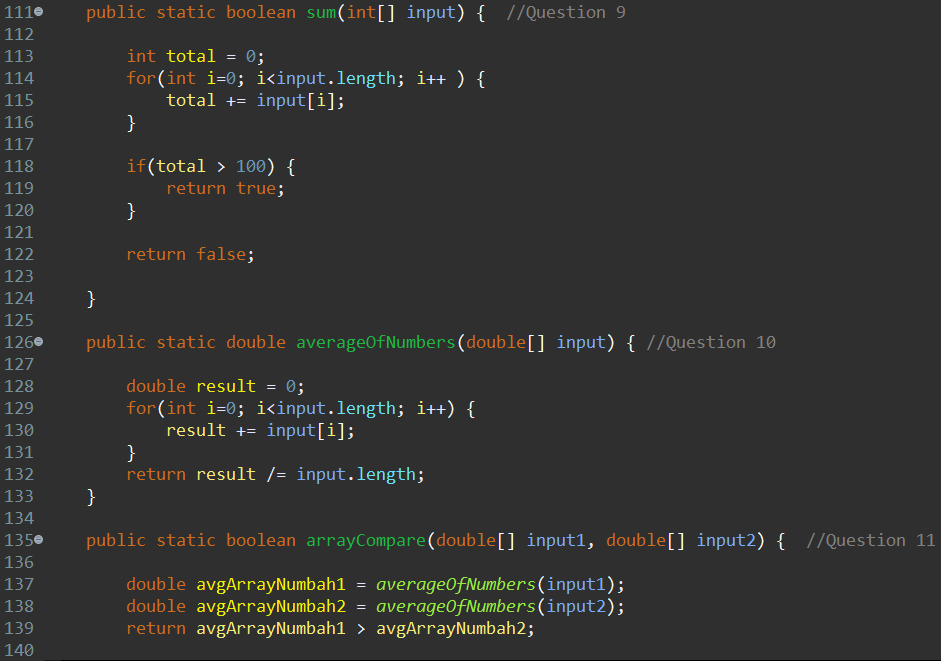 111 public static boolean sum(int[] input) { //Question 9
112
113 int total = 0;
114 for(int i=0; i<input.length; i++ ) {
115 total += input[i];
116 }
117
118 if(total > 100) {
119 return true;
120 }
121
122 return false;
123
124 }
125
126 public static double averageOfNumbers(double[] input) { //Question 10
127
128 double result = 0;
129 for(int i=0; i<input.length; i++) {
130 result += input[i];
131 }
132 return result /= input.length;
133 }
134
135 public static boolean arrayCompare(double[] input1, double[] input2) { //Question 11
136
137 double avgArrayNumbah1 = averageOfNumbers(input1);
138 double avgArrayNumbah2 = averageOfNumbers(input2);
139 return avgArrayNumbah1 > avgArrayNumbah2;
140